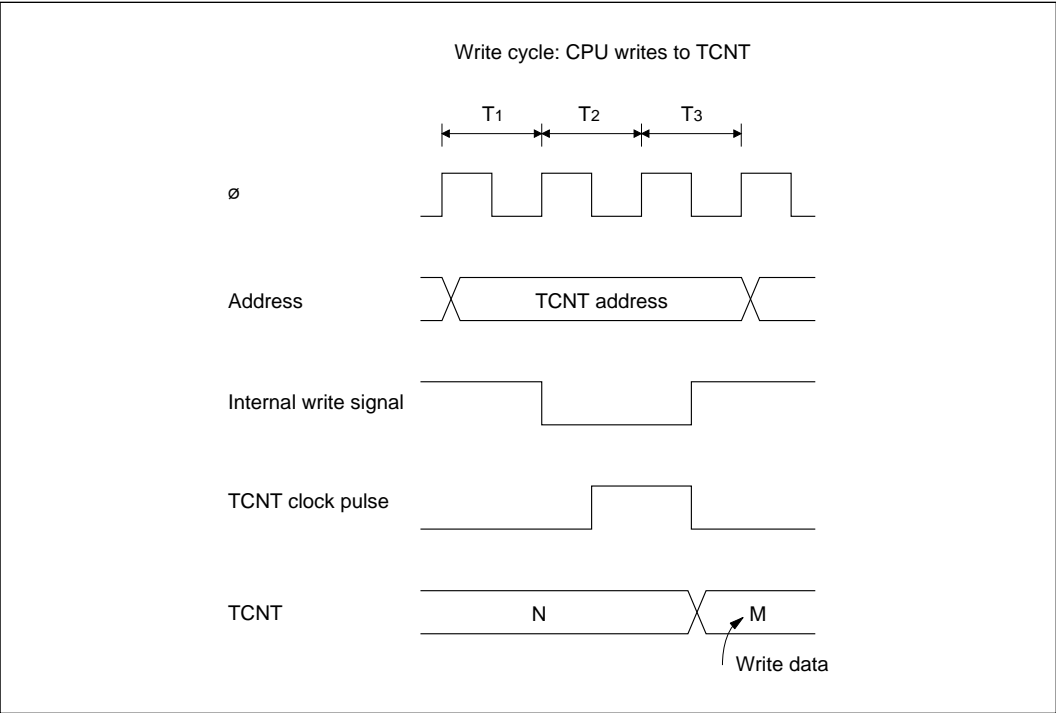 Write cycle: CPU writes to TCNT
T1 T2 T3
ø
Address TCNT address
Internal write signal
TCNT clock pulse
TCNT N M
Write data